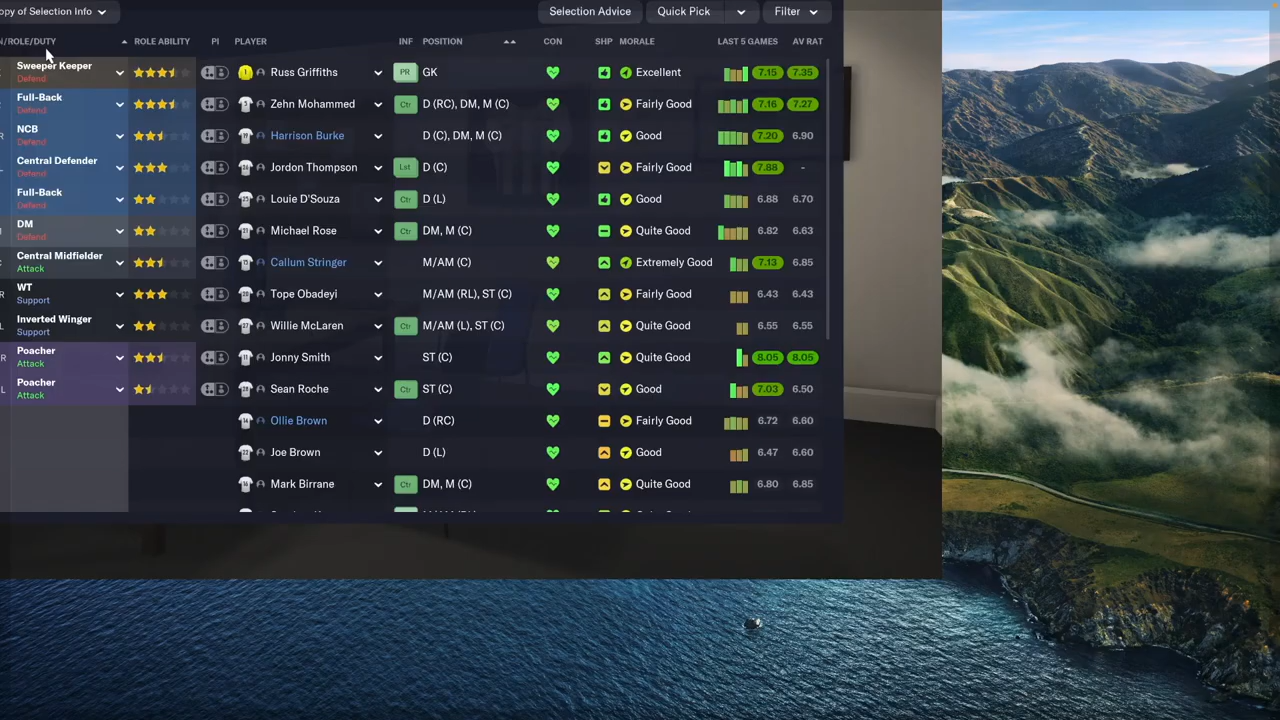 opy of Selection Info Selection Advice Quick Pick Filter
N/ROLE/DUTY ROLE ABILITY PI PLAYER INF POSITION CON SHP MORALE LAST 5 GAMES AV RAT
Sweeper Keeper Defend Russ Griffiths PR GK Excellent 7.15 7.35
Full-Back Defend Zehn Mohammed Ctr D (RC), DM, M (C) Fairly Good 7.16 7.27
R NCB Defend Harrison Burke D (C), DM, M (C) Good 7.20 6.90
Central Defender Defend Jordon Thompson Lst D (C) Fairly Good 7.88 -
Full-Back Defend Louie D'Souza Ctr D (L) Good 6.88 6.70
DM Defend Michael Rose Ctr DM, M (C) Quite Good 6.82 6.63
Central Midfielder Attack Callum Stringer M/AM (C) Extremely Good 7.13 6.85
R WT Support Tope Obadeyi M/AM (RL), ST (C) Fairly Good 6.43 6.43
L Inverted Winger Support Willie McLaren Ctr M/AM (L), ST (C) Quite Good 6.55 6.55
R Poacher Attack Jonny Smith ST (C) Quite Good 8.05 8.05
L Poacher Attack Sean Roche Ctr ST (C) Good 7.03 6.50
Ollie Brown D (RC) Fairly Good 6.72 6.60
Joe Brown D (L) Good 6.47 6.60
Mark Birrane Ctr DM, M (C) Quite Good 6.80 6.85